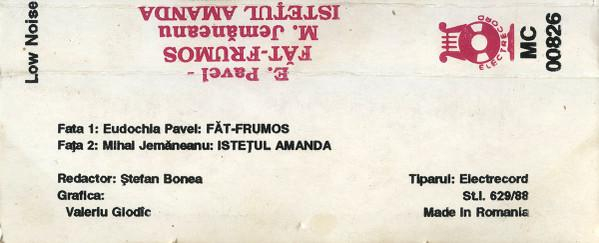 Low Noise
E. Pavel -
FĂT-FRUMOS
M. Jemăneanu
ISTEȚUL AMANDA
ELECTRECORD
MC
00826
Fata 1: Eudochia Pavel: FĂT-FRUMOS
Fața 2: Mihai Jemăneanu: ISTEȚUL AMANDA
Redactor: Ștefan Bonea
Grafica:
Valeriu Glodîc
Tiparul: Electrecord
St.I. 629/88
Made in Romania